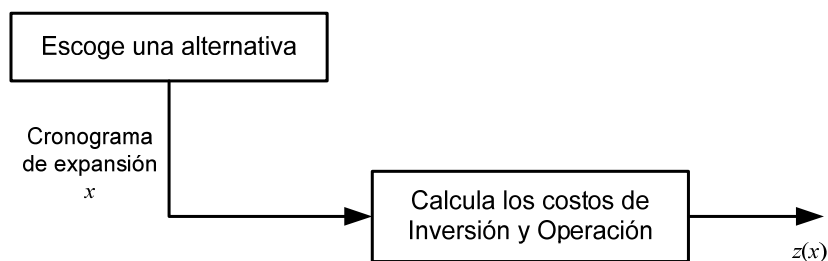 Escoge una alternativa
Cronograma
de expansión
x
Calcula los costos de
Inversión y Operación
z(x)